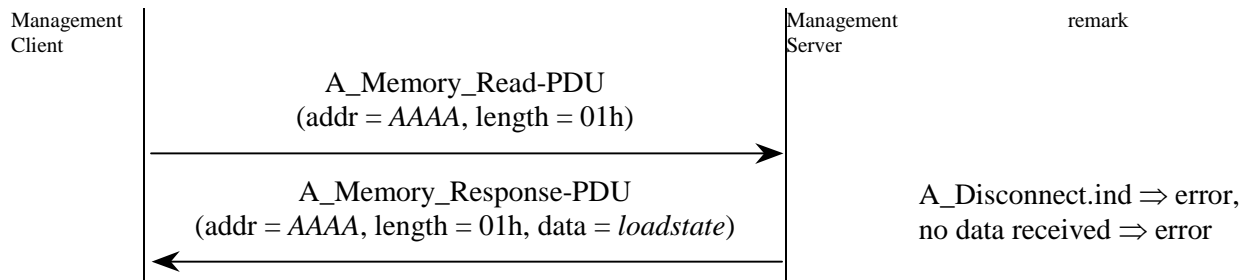 Management
Client
Management
Server
remark
A_Memory_Read-PDU
(addr = AAAA, length = 01h)
A_Memory_Response-PDU
(addr = AAAA, length = 01h, data = loadstate)
A_Disconnect.ind ⇒ error,
no data received ⇒ error